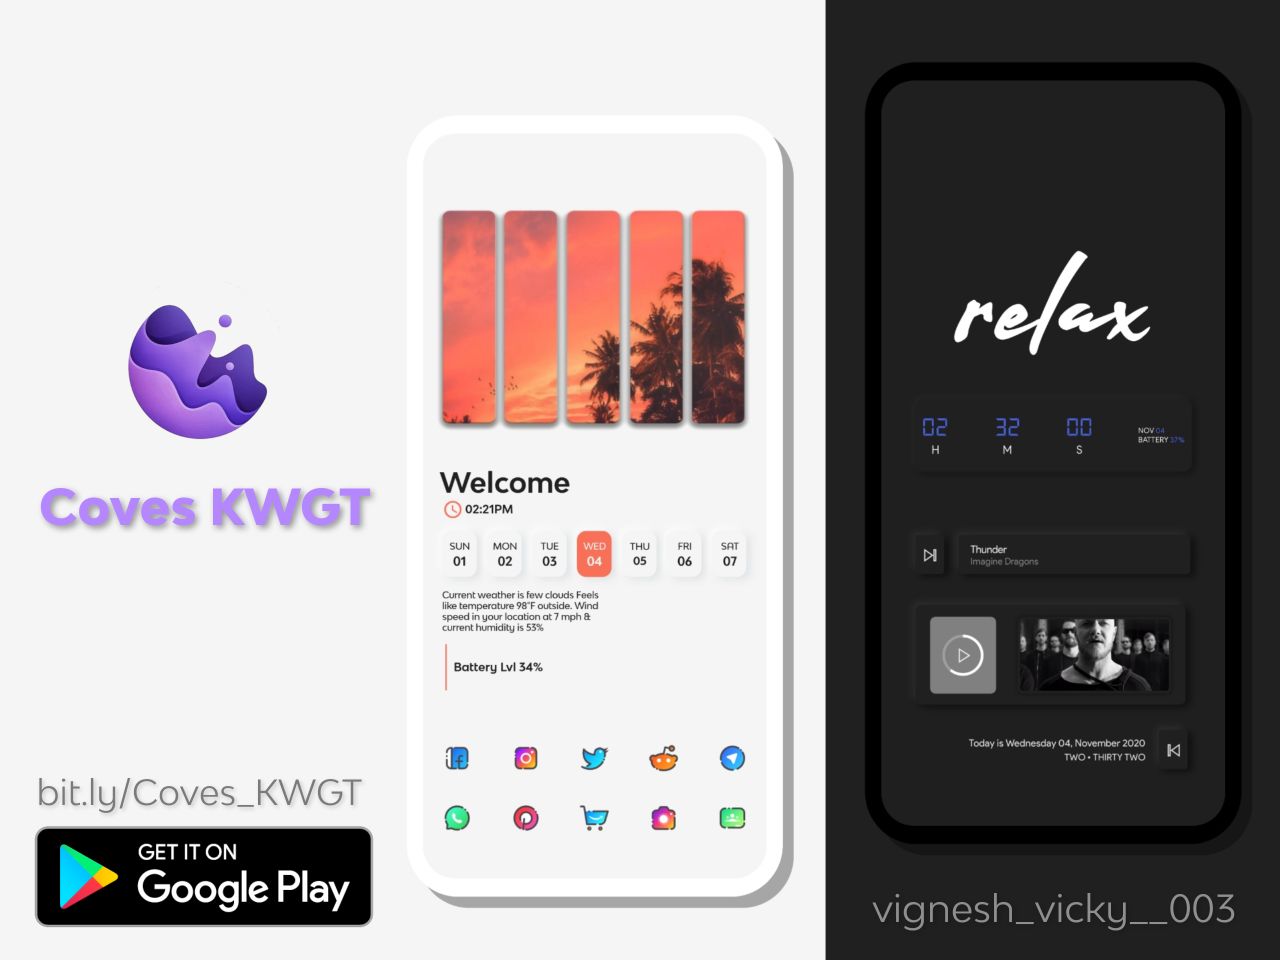 Coves KWGT
bit.ly/Coves_KWGT
GET IT ON
Google Play
Welcome
02:21PM
SUN MON TUE WED THU FRI SAT
01 02 03 04 05 06 07
Current weather is few clouds Feels
like temperature 98°F outside. Wind
speed in your location at 7 mph &
current humidity is 53%
Battery Lvl 34%
relax
02 32 00
H M S
NOV 04
BATTERY 37%
Thunder
Imagine Dragons
Today is Wednesday 04, November 2020
TWO • THIRTY TWO
vignesh_vicky__003